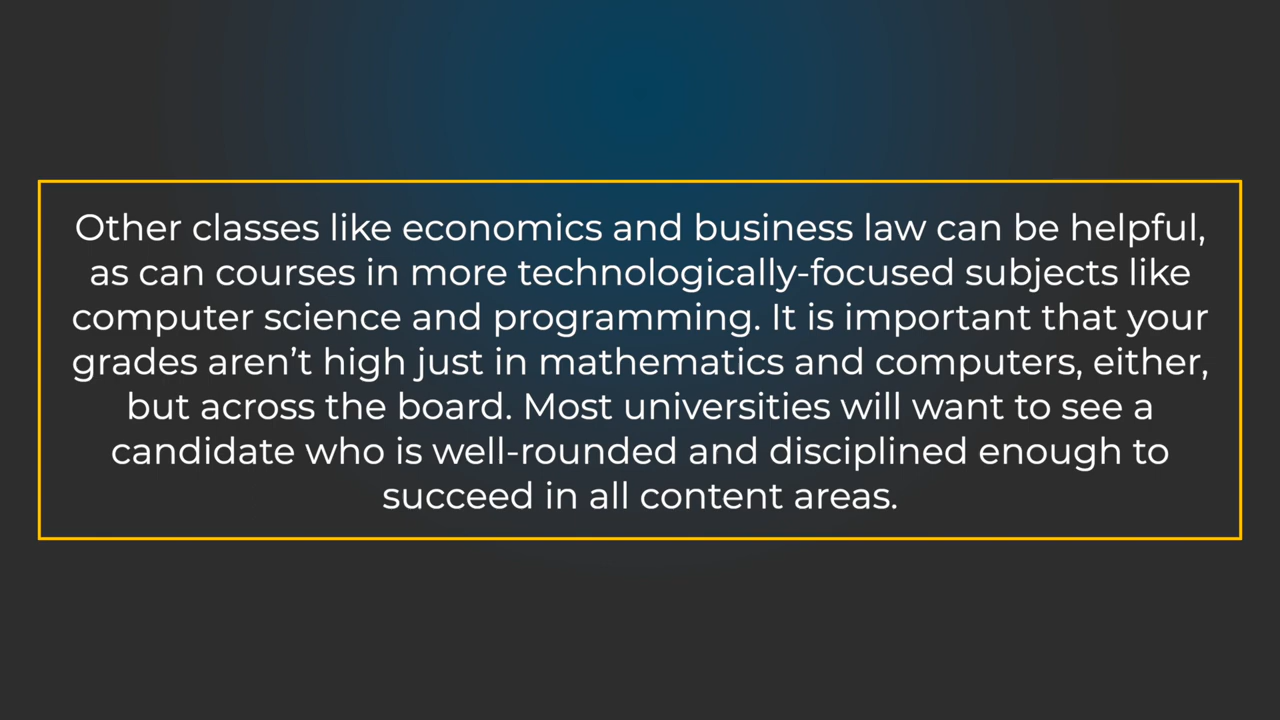 Other classes like economics and business law can be helpful,
as can courses in more technologically-focused subjects like
computer science and programming. It is important that your
grades aren’t high just in mathematics and computers, either,
but across the board. Most universities will want to see a
candidate who is well-rounded and disciplined enough to
succeed in all content areas.